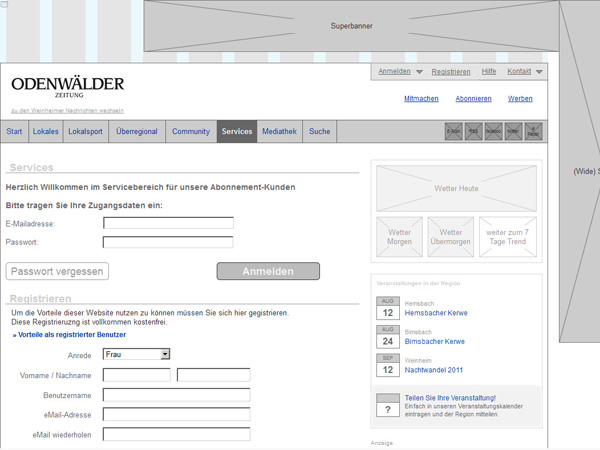 Superbanner
Anmelden Registrieren Hilfe Kontakt
ODENWÄLDER
ZEITUNG
zu den Weinheimer Nachrichten wechseln
Mitmachen Abonnieren Werben
Start Lokales Lokalsport Überregional Community Services Mediathek Suche
(Wide) S
Services
Herzlich Willkommen im Servicebereich für unsere Abonnement-Kunden
Bitte tragen Sie Ihre Zugangsdaten ein:
E-Mailadresse:
Passwort:
Passwort vergessen Anmelden
Registrieren
Um die Vorteile dieser Website nutzen zu können müssen Sie sich hier gegistrieren.
Diese Registrieruzng ist vollkommen kostenfrei.
» Vorteile als registrierter Benutzer
Anrede Frau
Vorname / Nachname
Benutzername
eMail-Adresse
eMail wiederholen
Wetter Heute
Wetter Morgen
Wetter Übermorgen
weiter zum 7 Tage Trend
Veranstaltungen in der Region
AUG 12 Hemsbach
Hemsbacher Kerwe
AUG 24 Birnsbach
Birnsbacher Kerwe
SEP 12 Weinheim
Nachtwandel 2011
? Teilen Sie Ihre Veranstaltung!
Einfach in unseren Veranstaltungskalender
eintragen und der Region mitteilen.
Anzeige